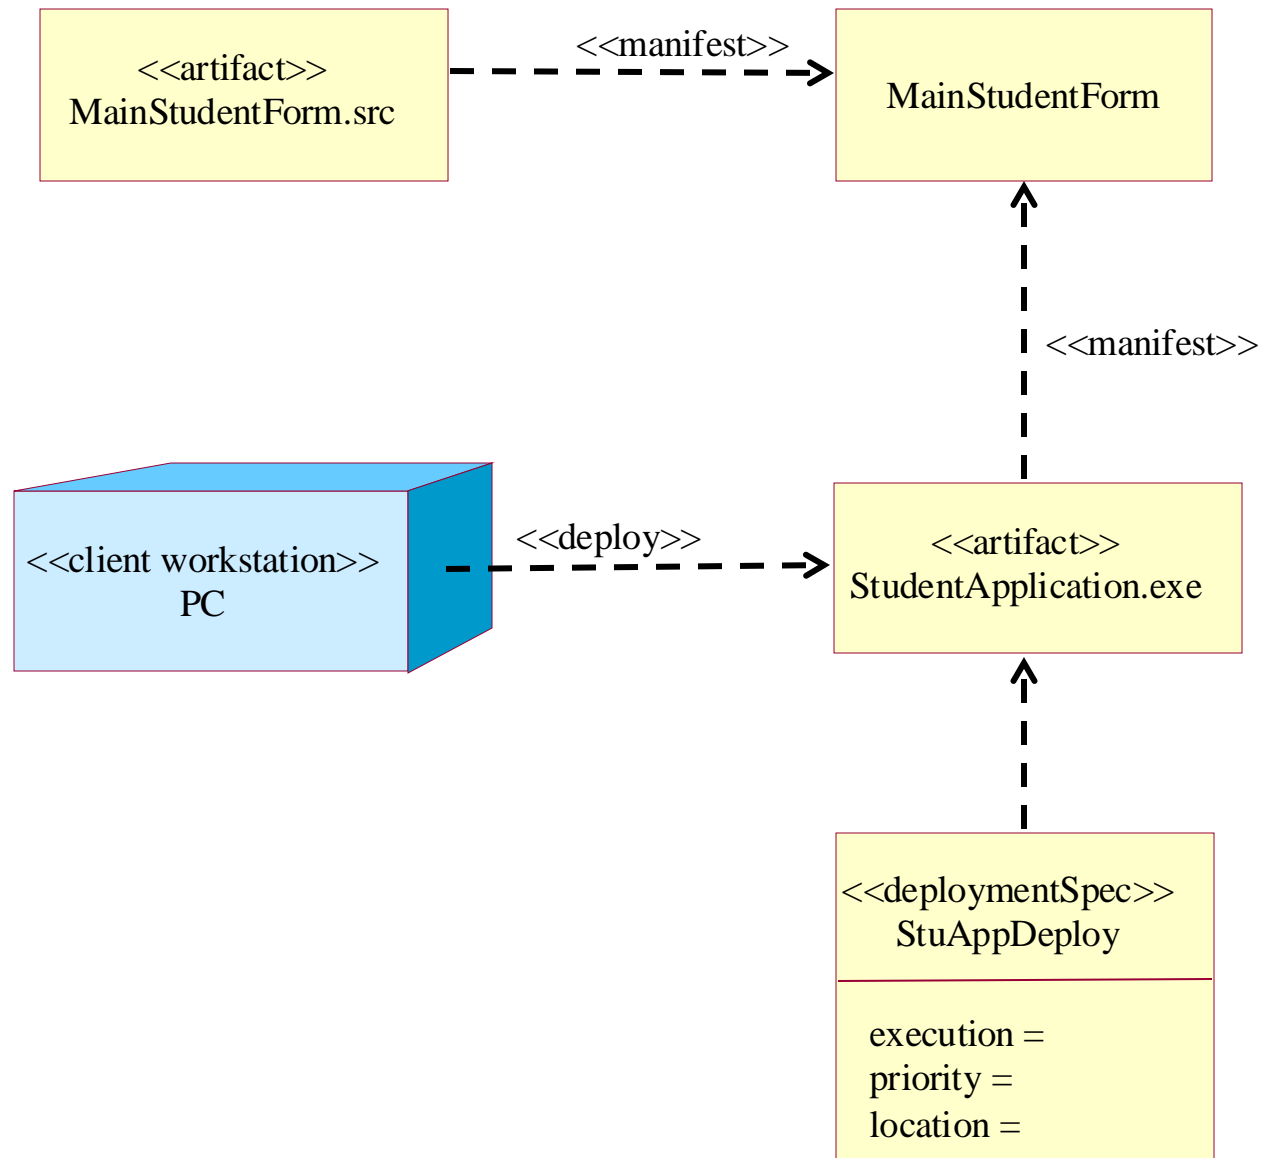 <<artifact>>
MainStudentForm.src
<<manifest>>
MainStudentForm
<<manifest>>
<<client workstation>>
PC
<<deploy>>
<<artifact>>
StudentApplication.exe
<<deploymentSpec>>
StuAppDeploy
execution =
priority =
location =